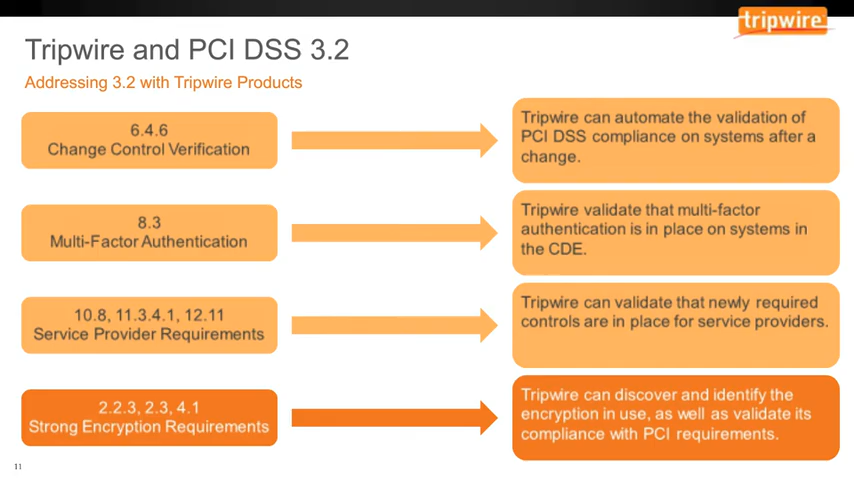 tripwire
Tripwire and PCI DSS 3.2
Addressing 3.2 with Tripwire Products
6.4.6
Change Control Verification
Tripwire can automate the validation of
PCI DSS compliance on systems after a
change.
8.3
Multi-Factor Authentication
Tripwire validate that multi-factor
authentication is in place on systems in
the CDE.
10.8, 11.3.4.1, 12.11
Service Provider Requirements
Tripwire can validate that newly required
controls are in place for service providers.
2.2.3, 2.3, 4.1
Strong Encryption Requirements
Tripwire can discover and identify the
encryption in use, as well as validate its
compliance with PCI requirements.
11